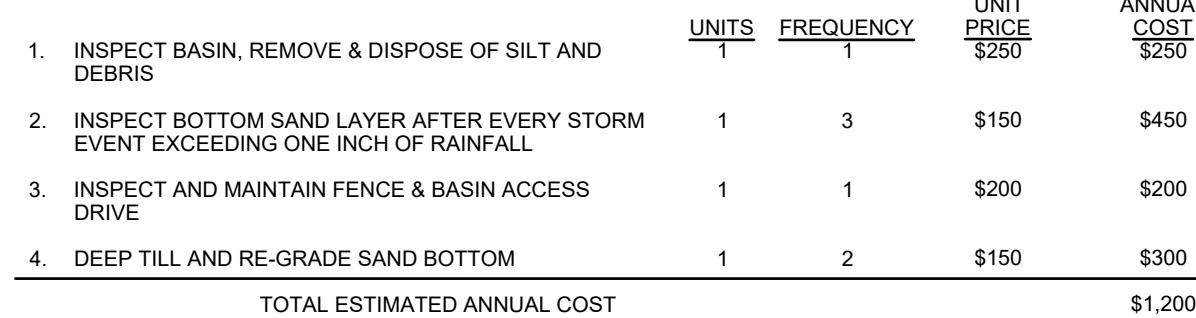 UNIT ANNUA
UNITS FREQUENCY PRICE COST
1. INSPECT BASIN, REMOVE & DISPOSE OF SILT AND 1 1 $250 $250
DEBRIS
2. INSPECT BOTTOM SAND LAYER AFTER EVERY STORM 1 3 $150 $450
EVENT EXCEEDING ONE INCH OF RAINFALL
3. INSPECT AND MAINTAIN FENCE & BASIN ACCESS 1 1 $200 $200
DRIVE
4. DEEP TILL AND RE-GRADE SAND BOTTOM 1 2 $150 $300
TOTAL ESTIMATED ANNUAL COST $1,200